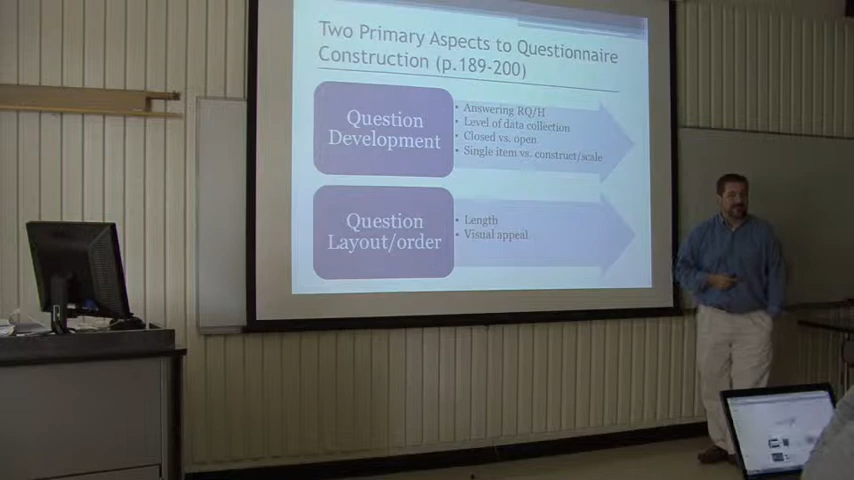 Two Primary Aspects to Questionnaire
Construction (p.189-200)
Question
Development
• Answering RQ/H
• Level of data collection
• Closed vs. open
• Single item vs. construct/scale
Question
Layout/order
• Length
• Visual appeal